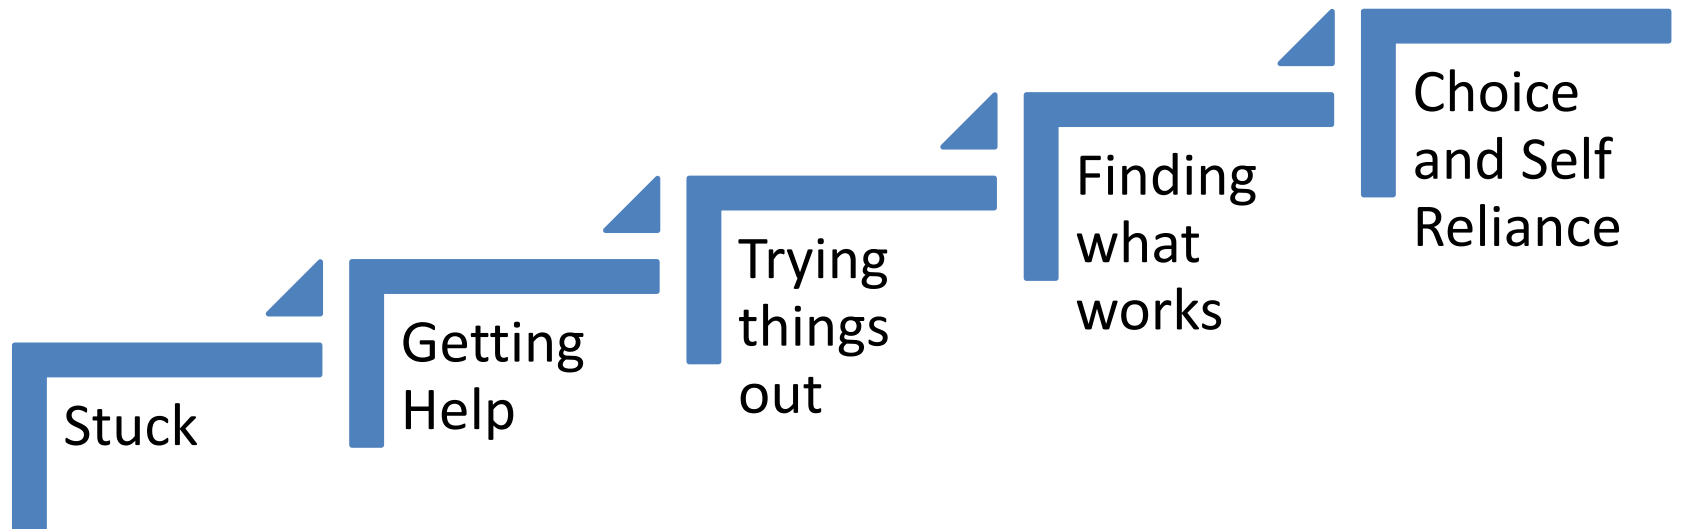 Stuck
Getting
Help
Trying
things
out
Finding
what
works
Choice
and Self
Reliance